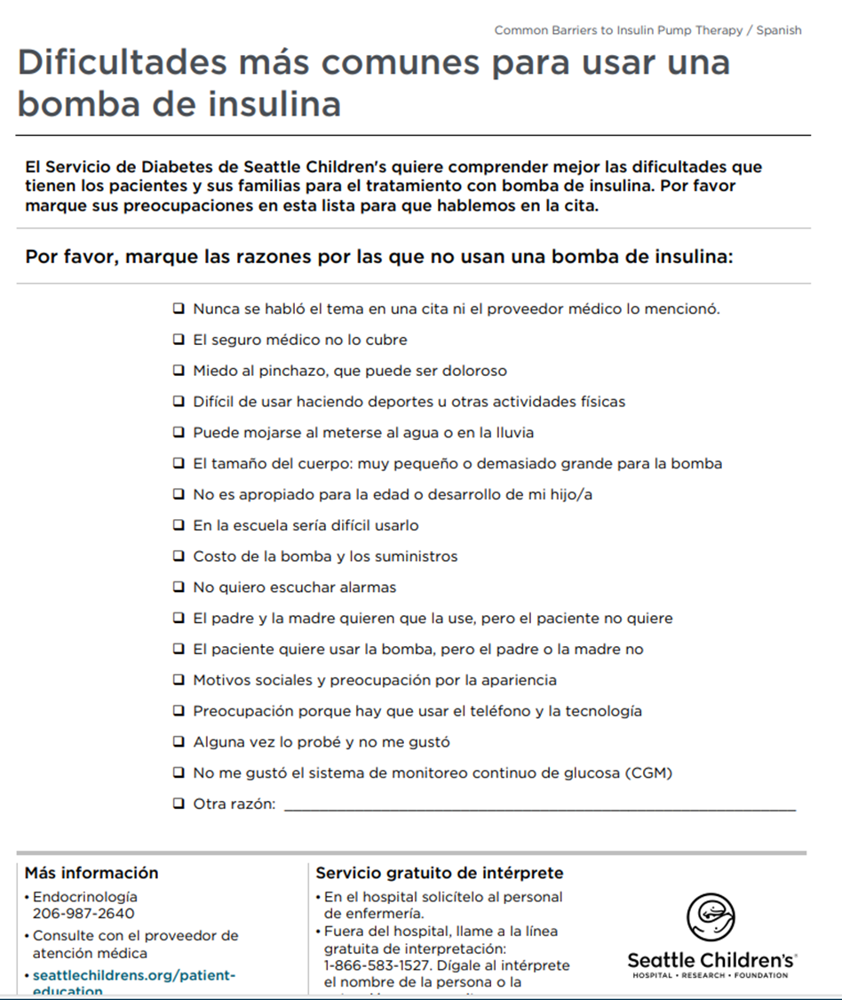 Common Barriers to Insulin Pump Therapy / Spanish
Dificultades más comunes para usar una
bomba de insulina
El Servicio de Diabetes de Seattle Children's quiere comprender mejor las dificultades que
tienen los pacientes y sus familias para el tratamiento con bomba de insulina. Por favor
marque sus preocupaciones en esta lista para que hablemos en la cita.
Por favor, marque las razones por las que no usan una bomba de insulina:
❑ Nunca se habló el tema en una cita ni el proveedor médico lo mencionó.
❑ El seguro médico no lo cubre
❑ Miedo al pinchazo, que puede ser doloroso
❑ Difícil de usar haciendo deportes u otras actividades físicas
❑ Puede mojarse al meterse al agua o en la lluvia
❑ El tamaño del cuerpo: muy pequeño o demasiado grande para la bomba
❑ No es apropiado para la edad o desarrollo de mi hijo/a
❑ En la escuela sería difícil usarlo
❑ Costo de la bomba y los suministros
❑ No quiero escuchar alarmas
❑ El padre y la madre quieren que la use, pero el paciente no quiere
❑ El paciente quiere usar la bomba, pero el padre o la madre no
❑ Motivos sociales y preocupación por la apariencia
❑ Preocupación porque hay que usar el teléfono y la tecnología
❑ Alguna vez lo probé y no me gustó
❑ No me gustó el sistema de monitoreo continuo de glucosa (CGM)
❑ Otra razón:
Más información
• Endocrinología
206-987-2640
• Consulte con el proveedor de
atención médica
• seattlechildrens.org/patient-
education
Servicio gratuito de intérprete
• En el hospital solicítelo al personal
de enfermería.
• Fuera del hospital, llame a la línea
gratuita de interpretación:
1-866-583-1527. Dígale al intérprete
el nombre de la persona o la
Seattle Children's®
HOSPITAL • RESEARCH • FOUNDATION